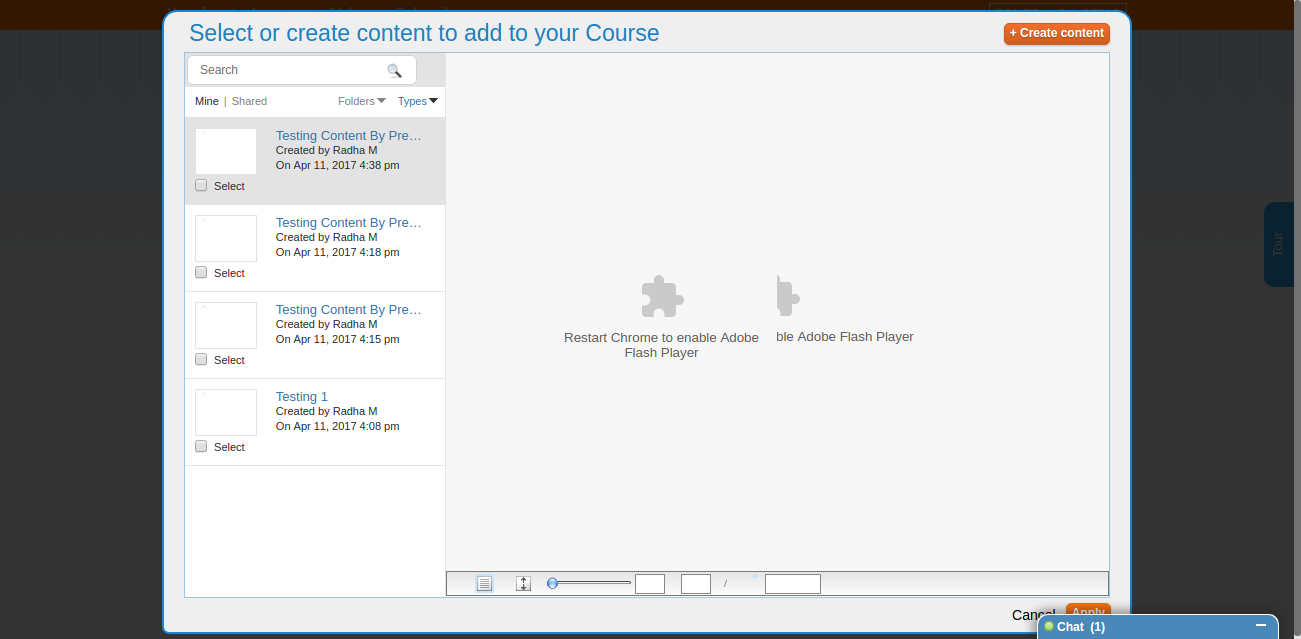 Select or create content to add to your Course
+ Create content
Search
Mine | Shared
Folders
Types
Testing Content By Pre…
Created by Radha M
On Apr 11, 2017 4:38 pm
Select
Testing Content By Pre…
Created by Radha M
On Apr 11, 2017 4:18 pm
Select
Testing Content By Pre…
Created by Radha M
On Apr 11, 2017 4:15 pm
Select
Testing 1
Created by Radha M
On Apr 11, 2017 4:08 pm
Select
Restart Chrome to enable Adobe
Flash Player
ble Adobe Flash Player
Tour
/
Cancel
Apply
Chat (1)